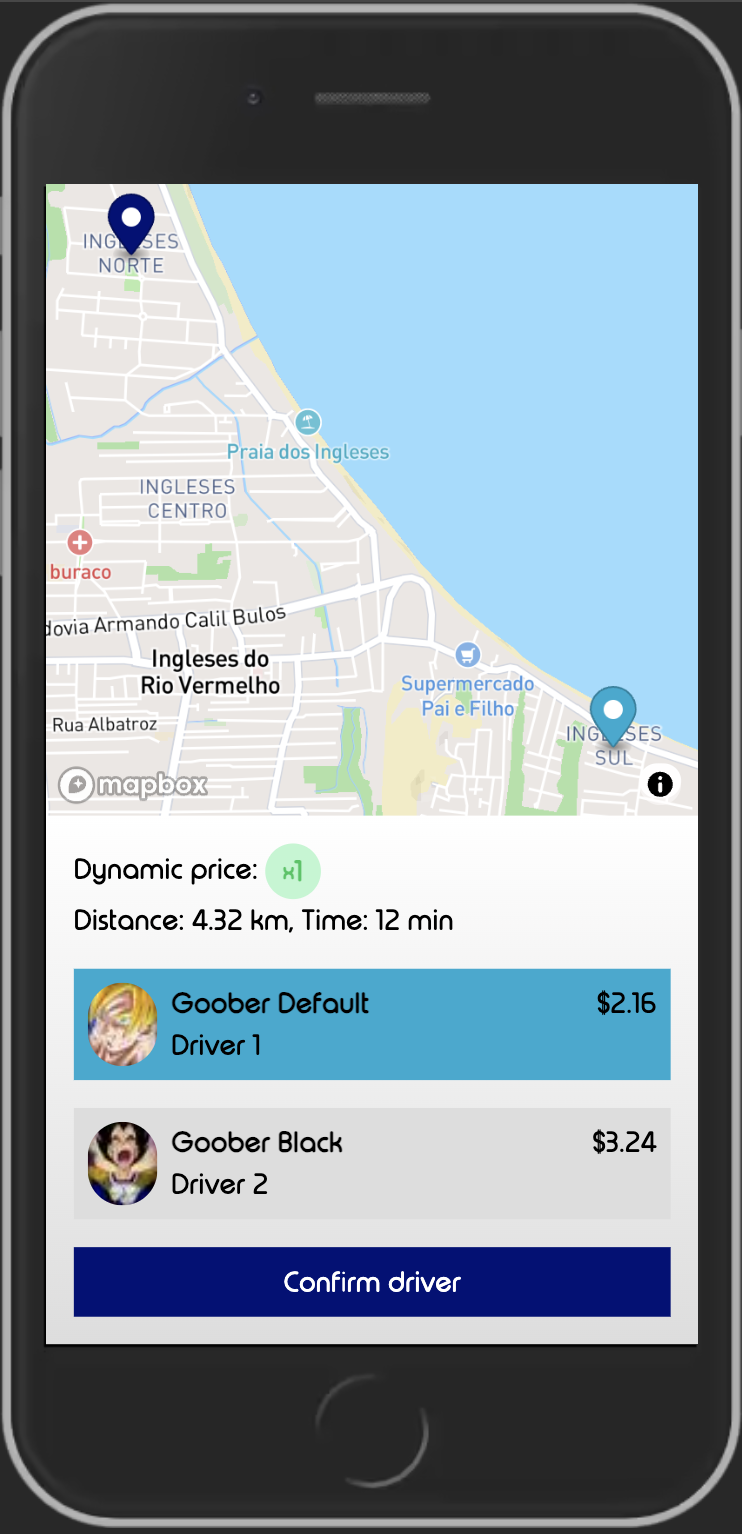 INGLESES
NORTE
Praia dos Ingleses
INGLESES
CENTRO
buraco
dovia Armando Calil Bulos
Ingleses do
Rio Vermelho
Supermercado
Pai e Filho
Rua Albatroz
INGLESES
SUL
mapbox
Dynamic price: x1
Distance: 4.32 km, Time: 12 min
Goober Default $2.16
Driver 1
Goober Black $3.24
Driver 2
Confirm driver